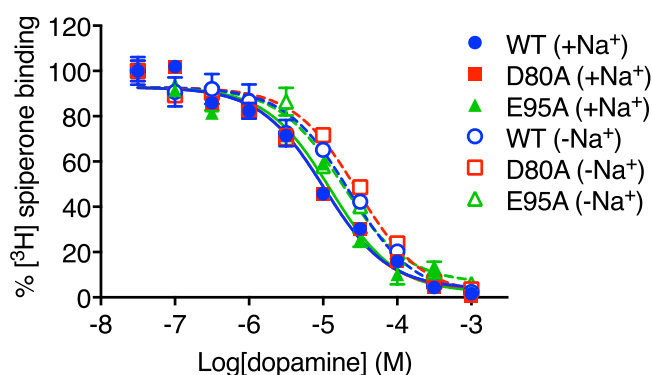 % [³H] spiperone binding
120
100
80
60
40
20
0
-8 -7 -6 -5 -4 -3
Log[dopamine] (M)
WT (+Na⁺)
D80A (+Na⁺)
E95A (+Na⁺)
WT (-Na⁺)
D80A (-Na⁺)
E95A (-Na⁺)